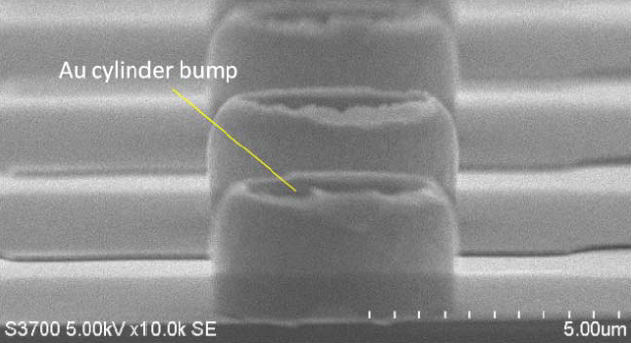 Au cylinder bump
S3700 5.00kV x10.0k SE
5.00um